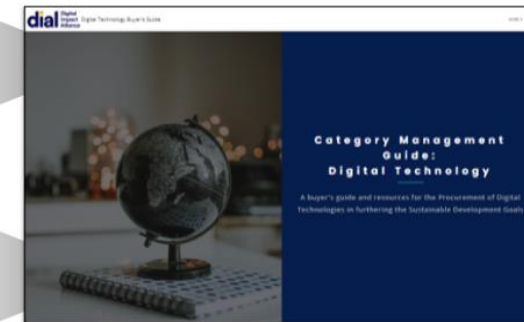 dial Digital Impact Alliance Digital Technology Buyer's Guide
Category Management
Guide:
Digital Technology
A buyer's guide and resources for the Procurement of Digital
Technologies in furthering the Sustainable Development Goals